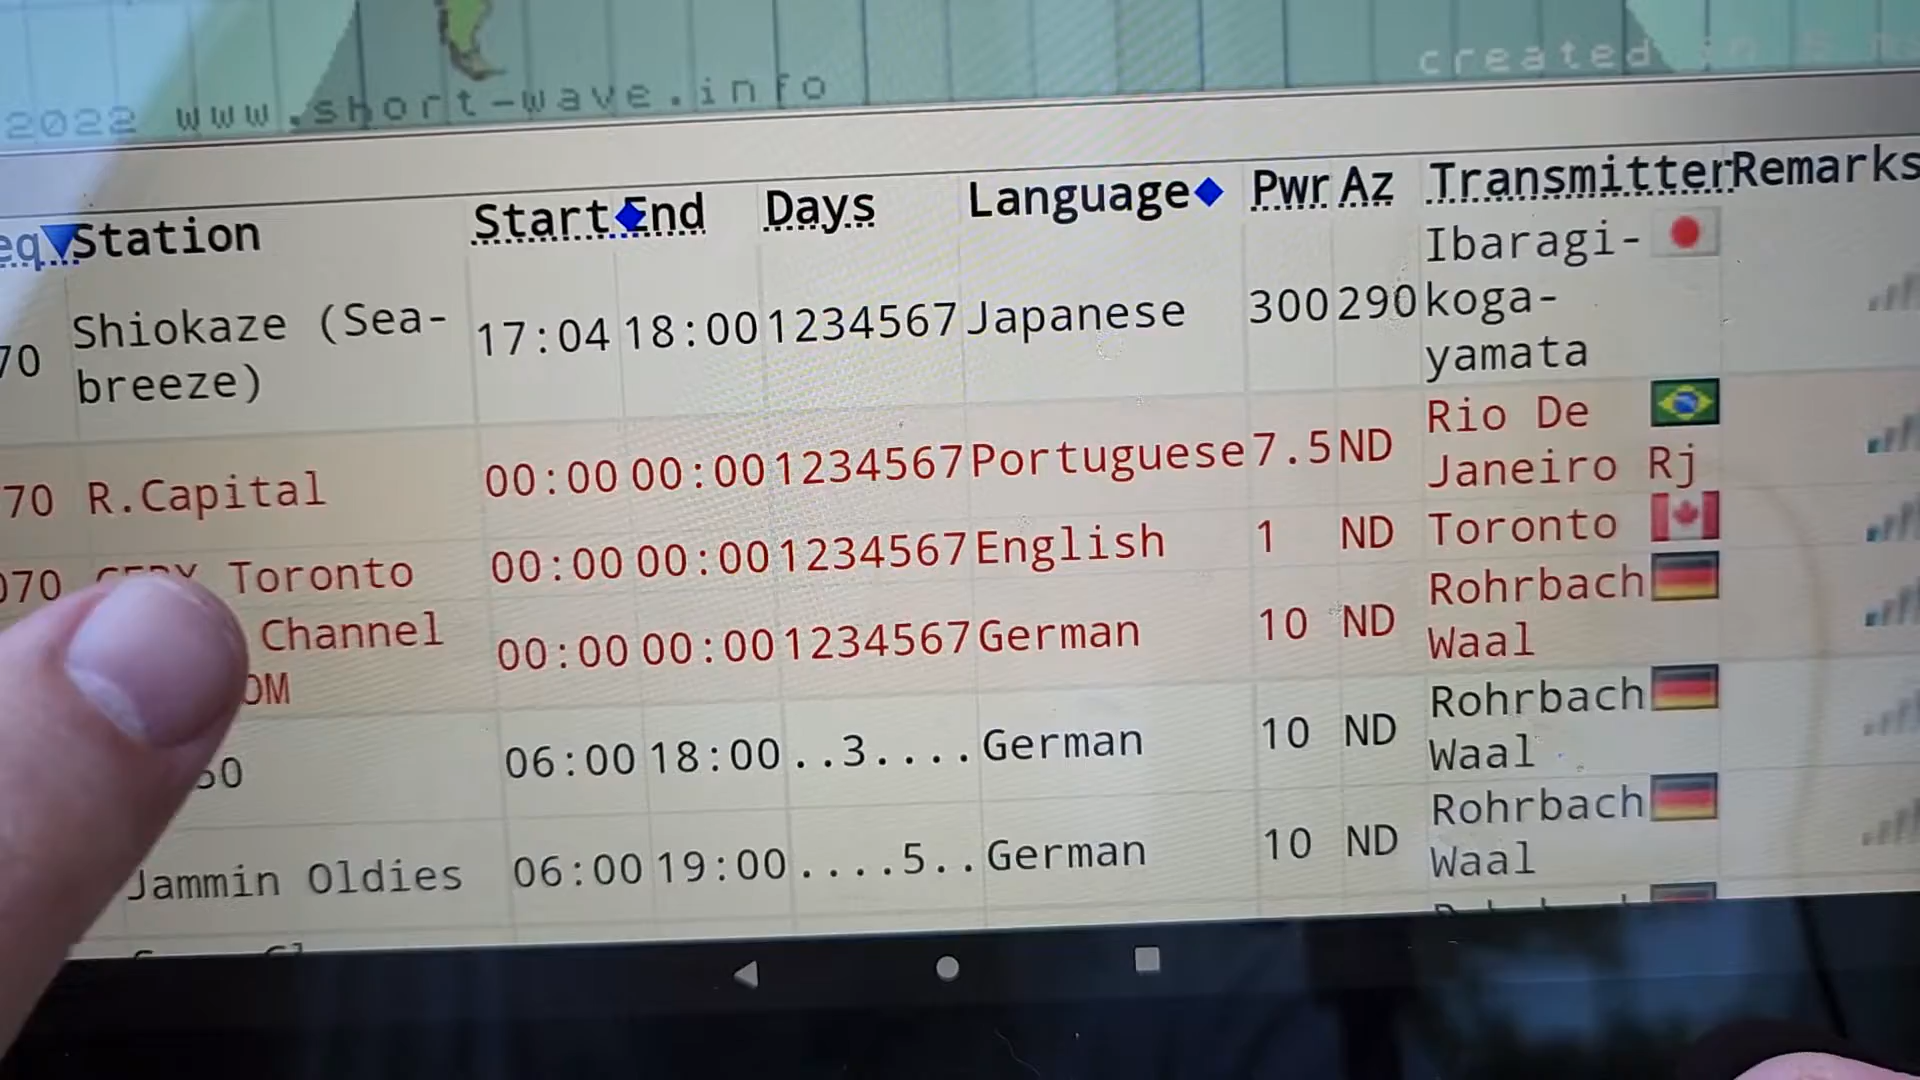 2022 www.short-wave.info
created in 5 ms
eq Station Start End Days Language Pwr Az Transmitter Remarks
70 Shiokaze (Sea-breeze) 17:04 18:00 1234567 Japanese 300 290 Ibaragi-koga-yamata
70 R.Capital 00:00 00:00 1234567 Portuguese 7.5 ND Rio De Janeiro Rj
070 Toronto 00:00 00:00 1234567 English 1 ND Toronto
Channel 00:00 00:00 1234567 German 10 ND Rohrbach Waal
06:00 18:00 ..3.... German 10 ND Rohrbach Waal
Jammin Oldies 06:00 19:00 ....5.. German 10 ND Rohrbach Waal